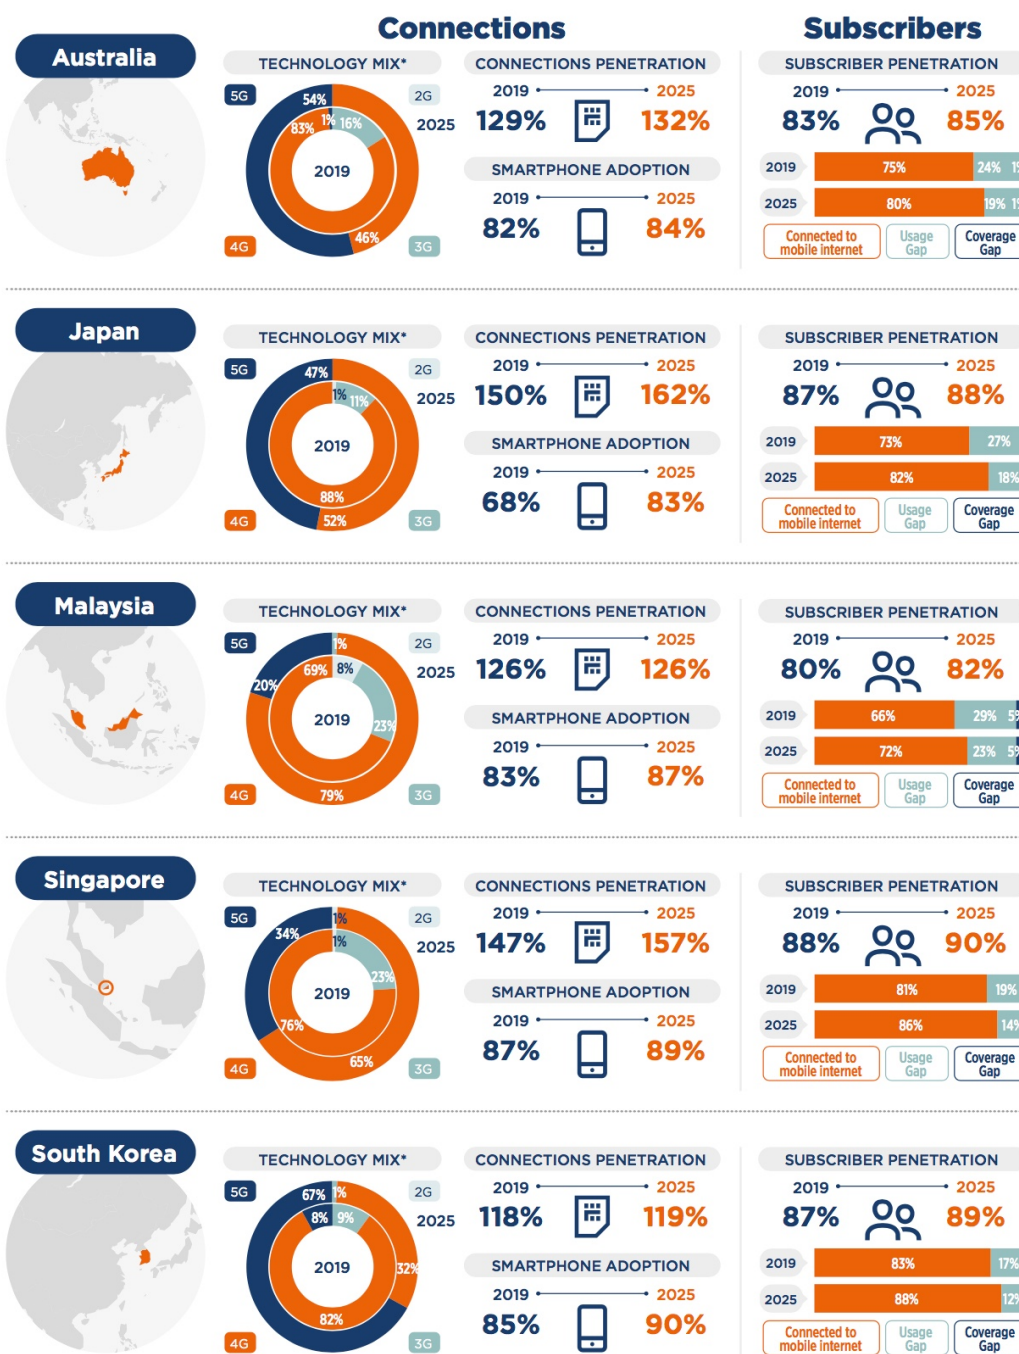 Connections
Subscribers
Australia
TECHNOLOGY MIX*
CONNECTIONS PENETRATION
SUBSCRIBER PENETRATION
5G
54%
2G
83%
1%
16%
2025
2019
46%
4G
3G
2019 2025
129% 132%
SMARTPHONE ADOPTION
2019 2025
82% 84%
2019 2025
83% 85%
2019 75% 24%
2025 80% 19%
Connected to mobile internet
Usage Gap
Coverage Gap
Japan
TECHNOLOGY MIX*
CONNECTIONS PENETRATION
SUBSCRIBER PENETRATION
5G
47%
2G
1%
11%
2025
2019
88%
52%
4G
3G
2019 2025
150% 162%
SMARTPHONE ADOPTION
2019 2025
68% 83%
2019 2025
87% 88%
2019 73% 27%
2025 82% 18%
Connected to mobile internet
Usage Gap
Coverage Gap
Malaysia
TECHNOLOGY MIX*
CONNECTIONS PENETRATION
SUBSCRIBER PENETRATION
5G
1%
2G
69%
8%
2025
20%
2019
23%
79%
4G
3G
2019 2025
126% 126%
SMARTPHONE ADOPTION
2019 2025
83% 87%
2019 2025
80% 82%
2019 66% 29% 5%
2025 72% 23% 5%
Connected to mobile internet
Usage Gap
Coverage Gap
Singapore
TECHNOLOGY MIX*
CONNECTIONS PENETRATION
SUBSCRIBER PENETRATION
5G
1%
2G
34%
1%
2025
23%
2019
76%
65%
4G
3G
2019 2025
147% 157%
SMARTPHONE ADOPTION
2019 2025
87% 89%
2019 2025
88% 90%
2019 81% 19%
2025 86% 14%
Connected to mobile internet
Usage Gap
Coverage Gap
South Korea
TECHNOLOGY MIX*
CONNECTIONS PENETRATION
SUBSCRIBER PENETRATION
5G
67%
1%
2G
8%
9%
2025
2019
32%
82%
4G
3G
2019 2025
118% 119%
SMARTPHONE ADOPTION
2019 2025
85% 90%
2019 2025
87% 89%
2019 83% 17%
2025 88% 12%
Connected to mobile internet
Usage Gap
Coverage Gap